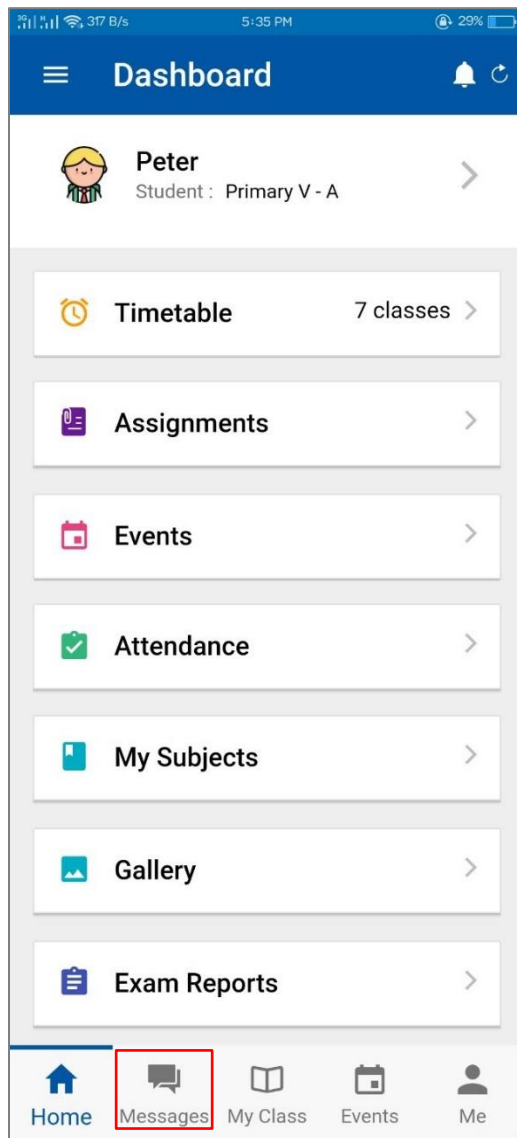 3G H 317 B/s 5:35 PM 29%
Dashboard
Peter
Student : Primary V - A
Timetable 7 classes
Assignments
Events
Attendance
My Subjects
Gallery
Exam Reports
Home Messages My Class Events Me